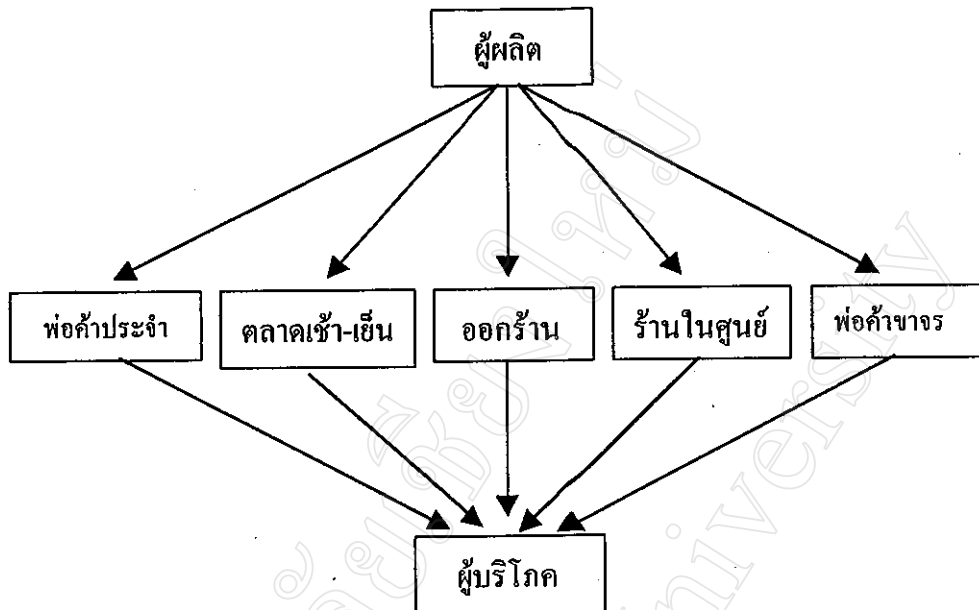 ผู้ผลิต
พ่อค้าประจำ
ตลาดเช้า-เย็น
ออกร้าน
ร้านในศูนย์
พ่อค้าขาจร
ผู้บริโภค